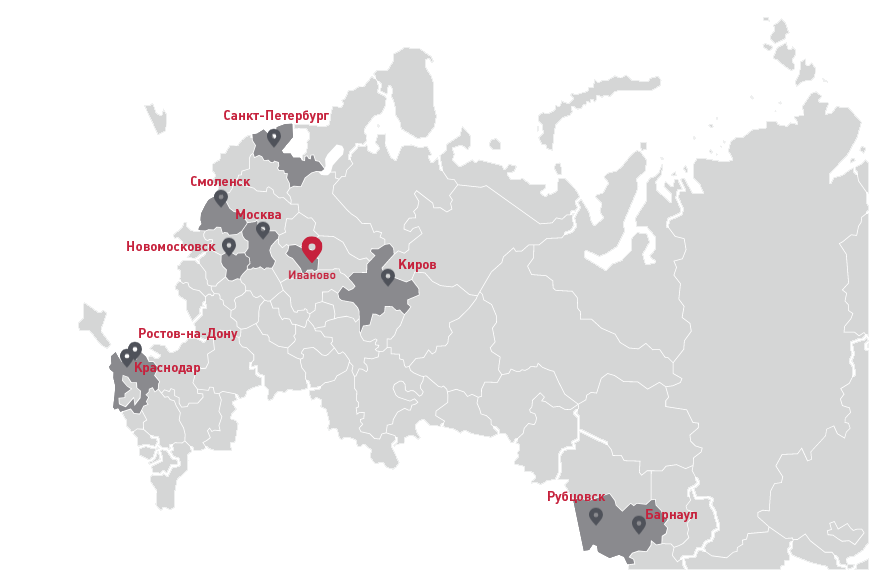 Санкт-Петербург
Смоленск
Москва
Новомосковск
Иваново
Киров
Ростов-на-Дону
Краснодар
Рубцовск
Барнаул